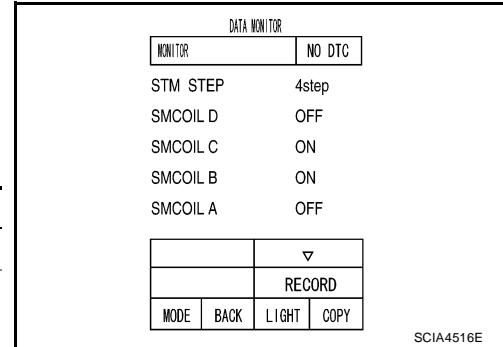 DATA MONITOR
MONITOR NO DTC
STM STEP 4step
SMCOIL D OFF
SMCOIL C ON
SMCOIL B ON
SMCOIL A OFF
▽
RECORD
MODE BACK LIGHT COPY
SCIA4516E